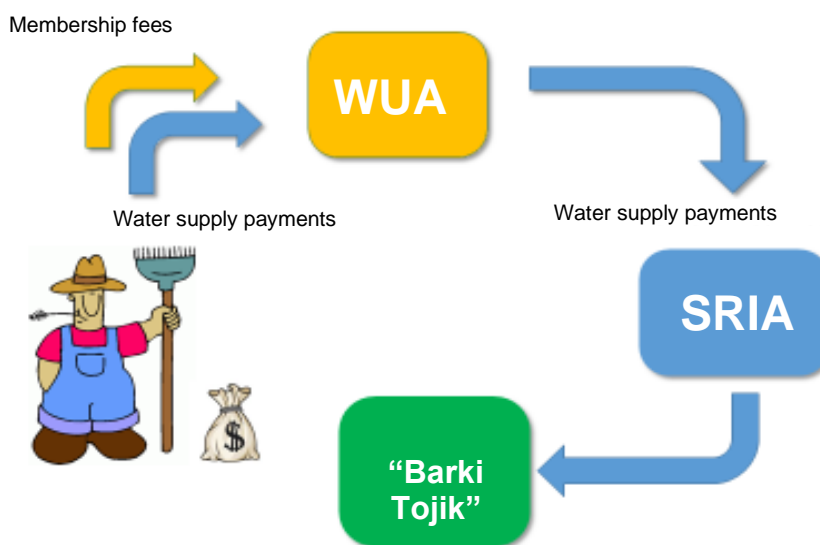 Membership fees
WUA
Water supply payments
Water supply payments
SRIA
$
“Barki
Tojik”